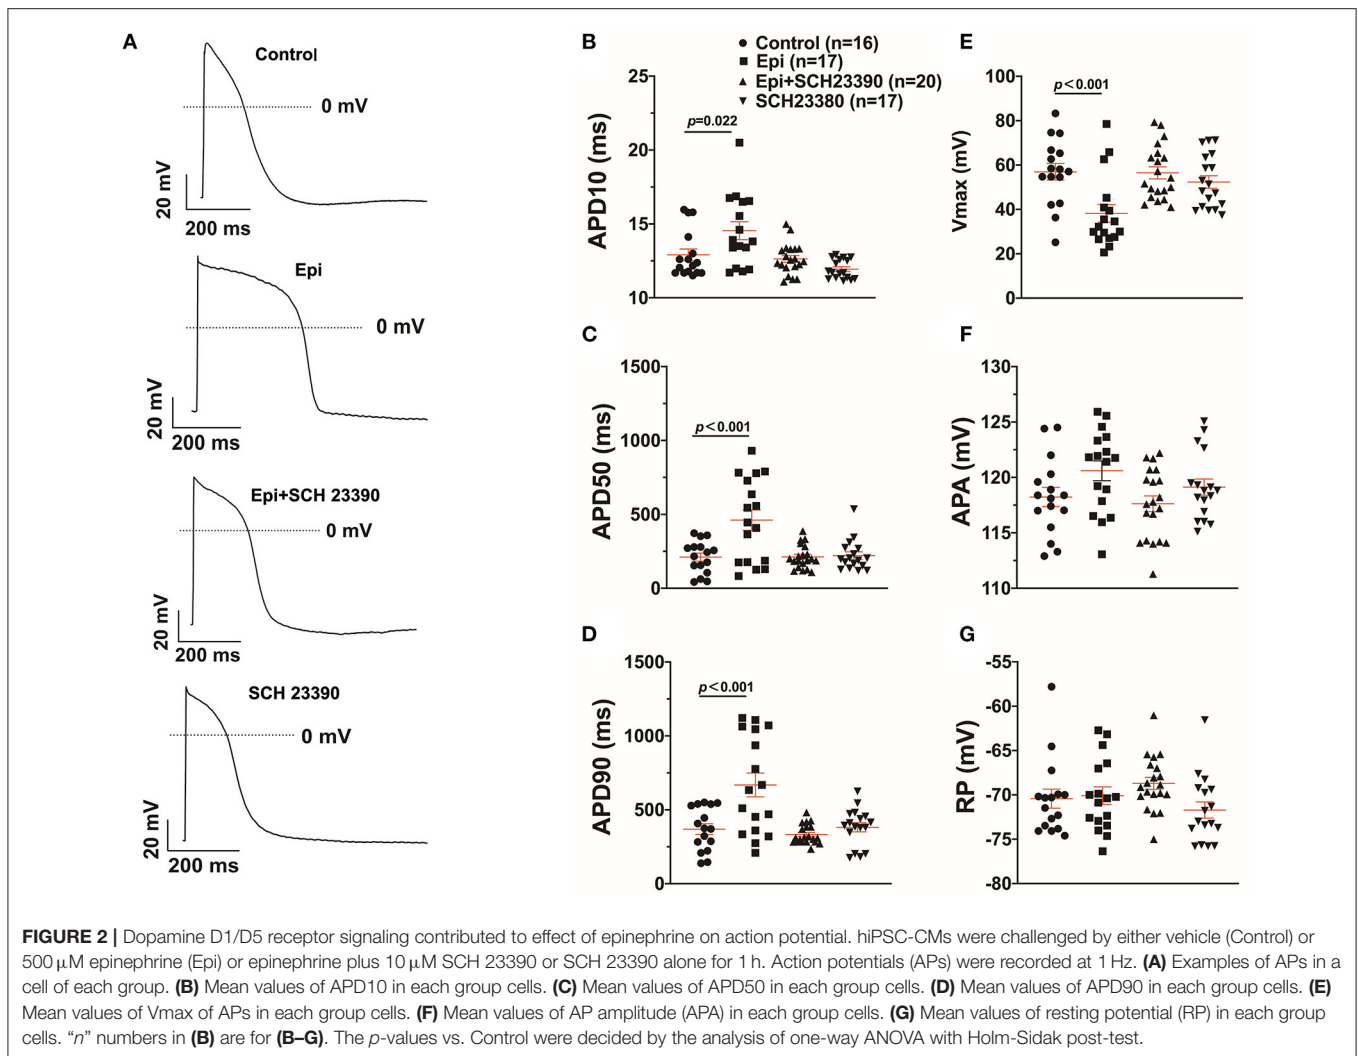 A
Control
0 mV
20 mV
200 ms
Epi
0 mV
20 mV
200 ms
Epi+SCH 23390
0 mV
20 mV
200 ms
SCH 23390
0 mV
20 mV
200 ms
B
Control (n=16)
Epi (n=17)
Epi+SCH23390 (n=20)
SCH23380 (n=17)
APD10 (ms)
25
20
15
10
p=0.022
C
APD50 (ms)
1500
1000
500
0
p<0.001
D
APD90 (ms)
1500
1000
500
0
p<0.001
E
Vmax (mV)
100
80
60
40
20
0
p<0.001
F
APA (mV)
130
125
120
115
110
G
RP (mV)
-55
-60
-65
-70
-75
-80
FIGURE 2 | Dopamine D1/D5 receptor signaling contributed to effect of epinephrine on action potential. hiPSC-CMs were challenged by either vehicle (Control) or
500 μM epinephrine (Epi) or epinephrine plus 10 μM SCH 23390 or SCH 23390 alone for 1 h. Action potentials (APs) were recorded at 1 Hz. (A) Examples of APs in a
cell of each group. (B) Mean values of APD10 in each group cells. (C) Mean values of APD50 in each group cells. (D) Mean values of APD90 in each group cells. (E)
Mean values of Vmax of APs in each group cells. (F) Mean values of AP amplitude (APA) in each group cells. (G) Mean values of resting potential (RP) in each group
cells. “n” numbers in (B) are for (B–G). The p-values vs. Control were decided by the analysis of one-way ANOVA with Holm-Sidak post-test.